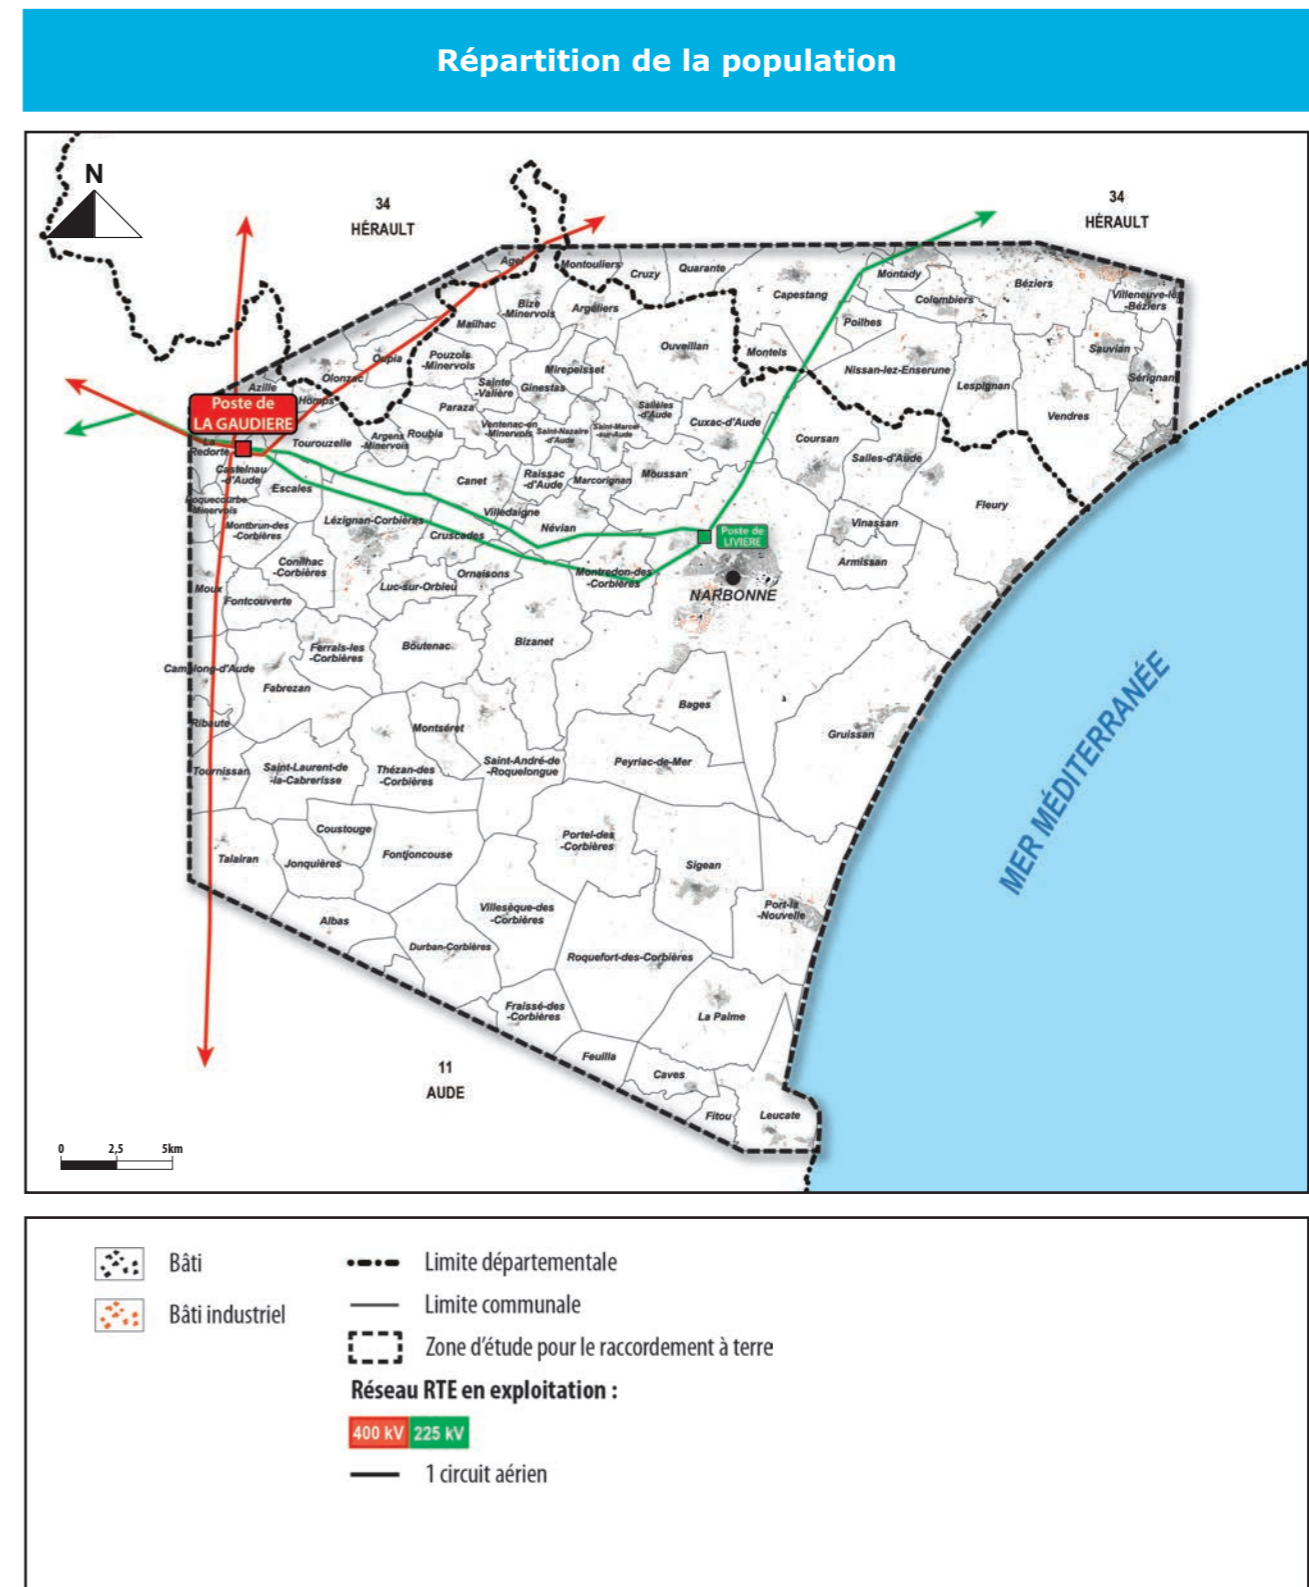 Répartition de la population
N
34
HÉRAULT
34
HÉRAULT
Agel
Montouliers
Cruzy
Quarante
Capestang
Montady
Colombiers
Béziers
Villeneuve-lès
-Béziers
Bize
-Minervois
Argeliers
Mailhac
Poilhes
Ouveillan
Montels
Sauvian
Oupia
Pouzols
-Minervois
Mirepeisset
Nissan-lez-Enserune
Sérignan
Olonzac
Sainte
-Valière
Ginestas
Lespignan
Azille
Homps
Paraza
Sallèles
-d'Aude
Vendres
Poste de
LA GAUDIERE
Ventenac-en
-Minervois
Saint-Nazaire
-d'Aude
Saint-Marcel
-sur-Aude
Cuxac-d'Aude
La
Redorte
Tourouzelle
Argens
-Minervois
Roubia
Coursan
Salles-d'Aude
Castelnau
-d'Aude
Escales
Canet
Raissac
-d'Aude
Marcorignan
Moussan
Roquecourbe
-Minervois
Villedaigne
Fleury
Montbrun-des
-Corbières
Lézignan-Corbières
Cruscades
Névian
Poste de
LIVIERE
Vinassan
Armissan
Conilhac
-Corbières
Ornaisons
Montredon-des
-Corbières
Luc-sur-Orbieu
NARBONNE
Moux
Fontcouverte
Ferrals-les
-Corbières
Boutenac
Bizanet
Camplong-d'Aude
Fabrezan
Bages
Ribaute
Montséret
Gruissan
MER MÉDITERRANÉE
Tournissan
Saint-Laurent-de
-la-Cabrerisse
Thézan-des
-Corbières
Saint-André-de
-Roquelongue
Peyriac-de-Mer
Coustouge
Portel-des
-Corbières
Talairan
Jonquières
Fontjoncouse
Sigean
Albas
Villesèque-des
-Corbières
Port-la
-Nouvelle
Durban-Corbières
Roquefort-des-Corbières
Fraissé-des
-Corbières
La Palme
Feuilla
Caves
11
AUDE
Fitou
Leucate
0 2,5 5km
Bâti
Bâti industriel
Limite départementale
Limite communale
Zone d'étude pour le raccordement à terre
Réseau RTE en exploitation :
400 kV 225 kV
1 circuit aérien